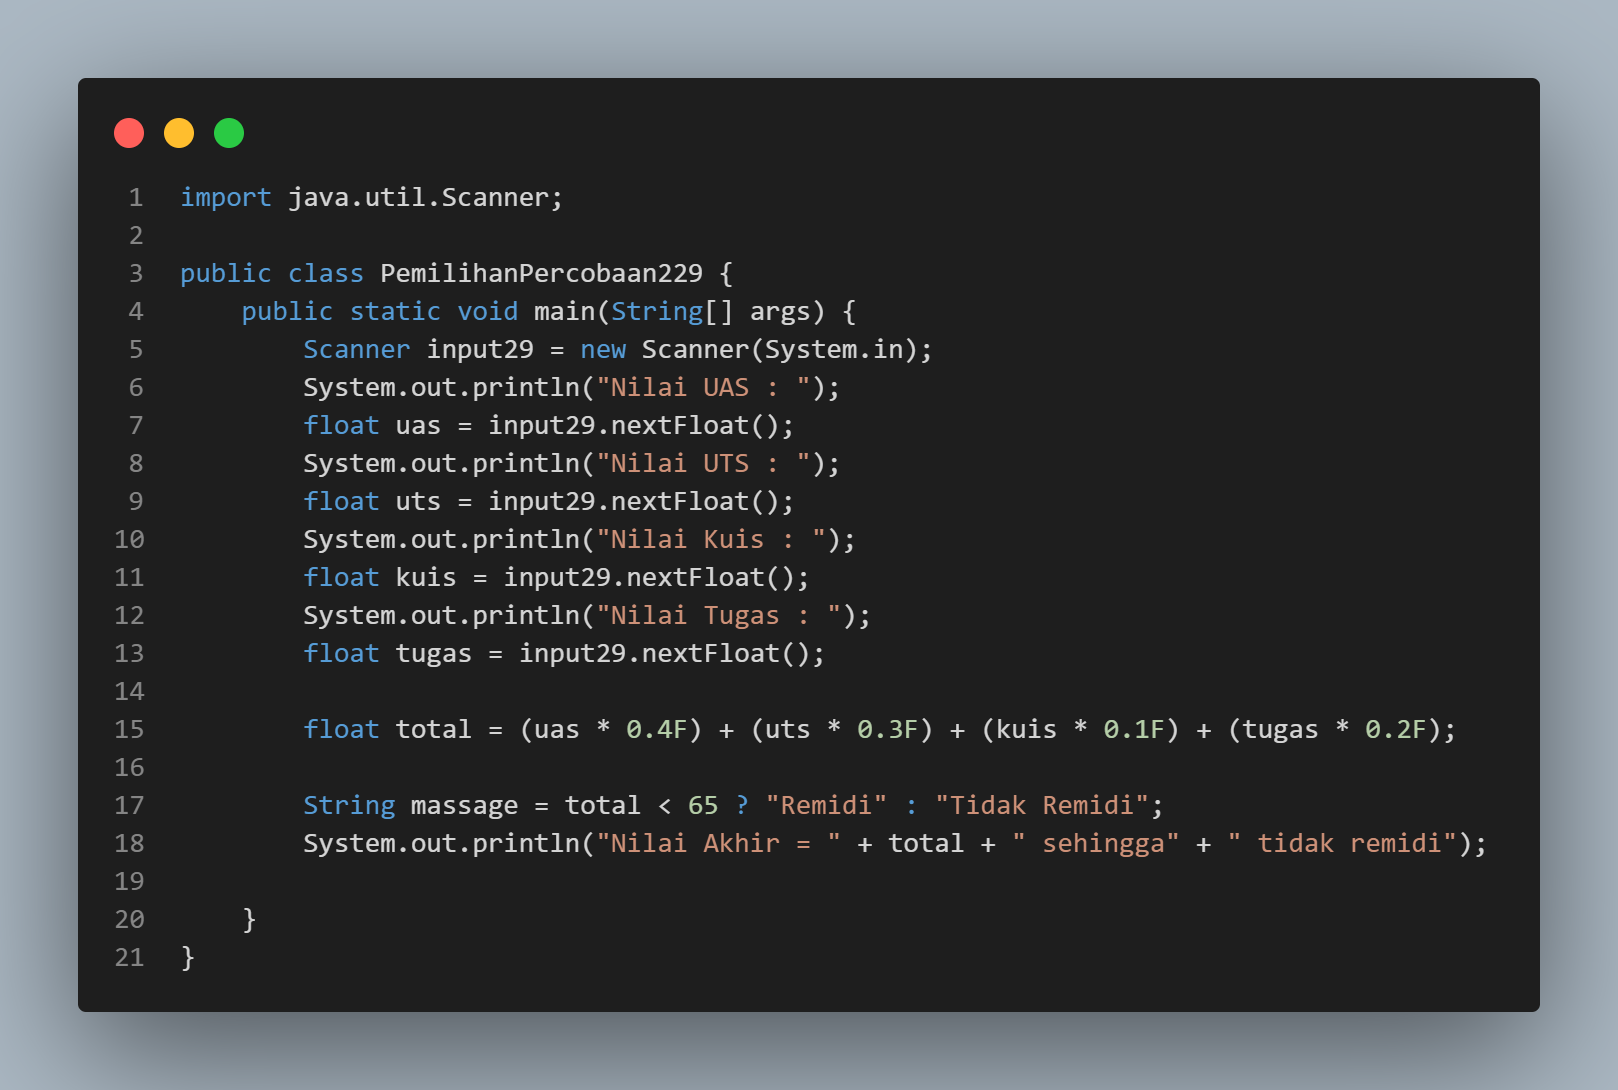 1 import java.util.Scanner;
2
3 public class PemilihanPercobaan229 {
4     public static void main(String[] args) {
5         Scanner input29 = new Scanner(System.in);
6         System.out.println("Nilai UAS : ");
7         float uas = input29.nextFloat();
8         System.out.println("Nilai UTS : ");
9         float uts = input29.nextFloat();
10         System.out.println("Nilai Kuis : ");
11         float kuis = input29.nextFloat();
12         System.out.println("Nilai Tugas : ");
13         float tugas = input29.nextFloat();
14
15         float total = (uas * 0.4F) + (uts * 0.3F) + (kuis * 0.1F) + (tugas * 0.2F);
16
17         String massage = total < 65 ? "Remidi" : "Tidak Remidi";
18         System.out.println("Nilai Akhir = " + total + " sehingga" + " tidak remidi");
19
20     }
21 }